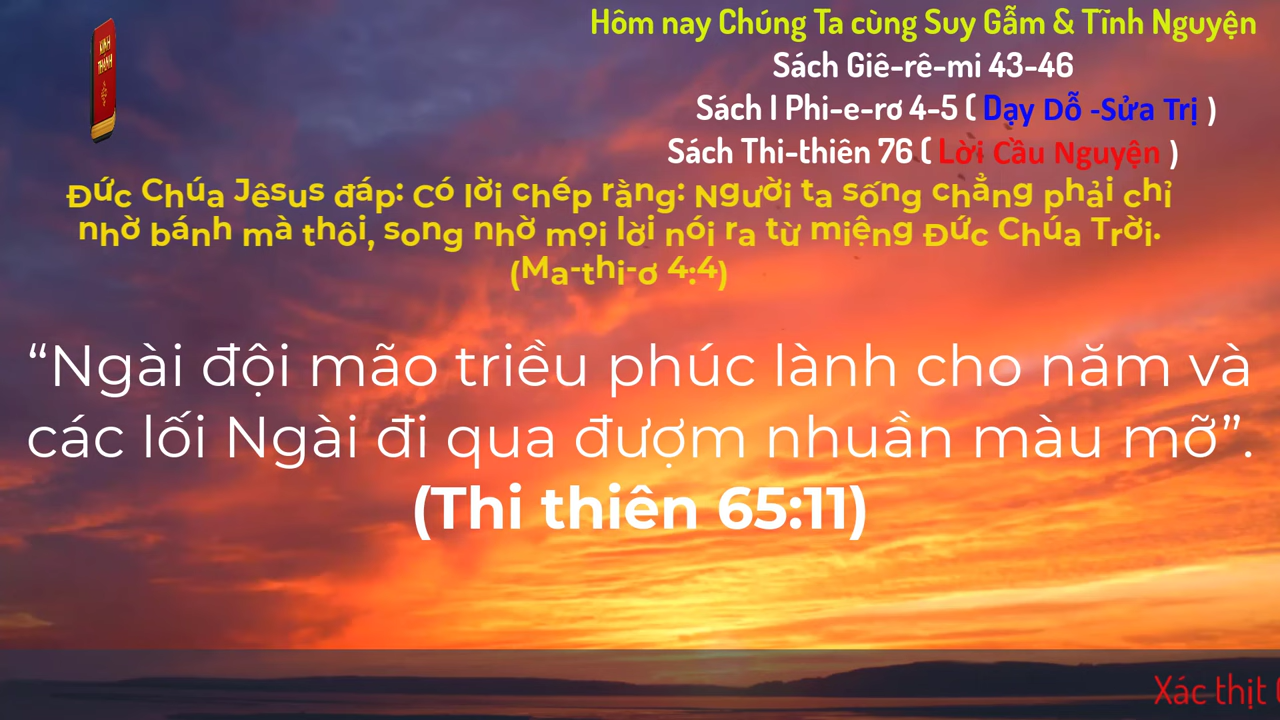 KINH
THÁNH
Hôm nay Chúng Ta cùng Suy Gẫm & Tĩnh Nguyện
Sách Giê-rê-mi 43-46
Sách I Phi-e-rơ 4-5 ( Dạy Dỗ -Sửa Trị )
Sách Thi-thiên 76 ( Lời Cầu Nguyện )
Đức Chúa Jêsus đáp: Có lời chép rằng: Người ta sống chẳng phải chỉ
nhờ bánh mà thôi, song nhờ mọi lời nói ra từ miệng Đức Chúa Trời.
(Ma-thi-ơ 4:4)
“Ngài đội mão triều phúc lành cho năm và
các lối Ngài đi qua đượm nhuần màu mỡ”.
(Thi thiên 65:11)
Xác thịt